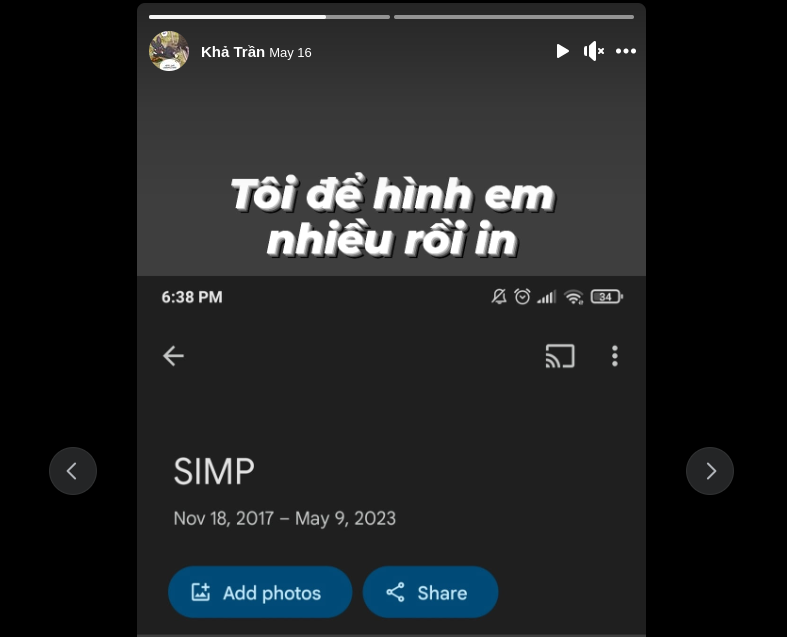 Khả Trần May 16
Tôi để hình em
nhiều rồi in
6:38 PM
34
SIMP
Nov 18, 2017 – May 9, 2023
Add photos
Share